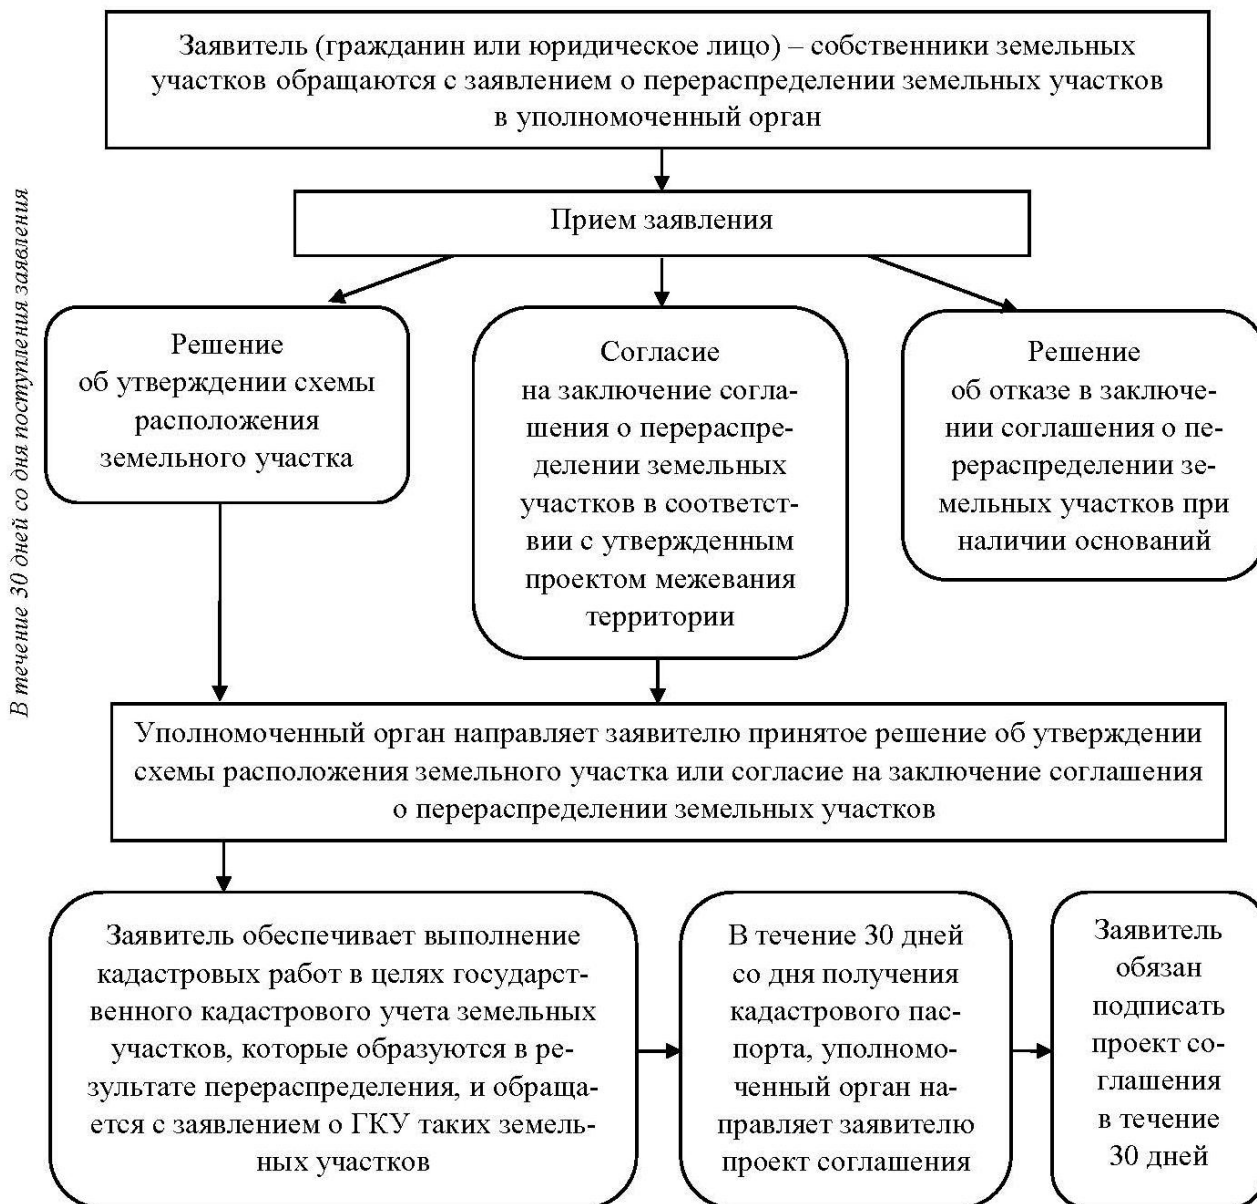 Заявитель (гражданин или юридическое лицо) – собственники земельных
участков обращаются с заявлением о перераспределении земельных участков
в уполномоченный орган
В течение 30 дней со дня поступления заявления
Прием заявления
Решение
об утверждении схемы
расположения
земельного участка
Согласие
на заключение согла-
шения о перераспре-
делении земельных
участков в соответст-
вии с утвержденным
проектом межевания
территории
Решение
об отказе в заключе-
нии соглашения о пе-
рераспределении зе-
мельных участков при
наличии оснований
Уполномоченный орган направляет заявителю принятое решение об утверждении
схемы расположения земельного участка или согласие на заключение соглашения
о перераспределении земельных участков
Заявитель обеспечивает выполнение
кадастровых работ в целях государст-
венного кадастрового учета земельных
участков, которые образуются в ре-
зультате перераспределения, и обраща-
ется с заявлением о ГКУ таких земель-
ных участков
В течение 30 дней
со дня получения
кадастрового пас-
порта, уполномо-
ченный орган на-
правляет заявителю
проект соглашения
Заявитель
обязан
подписать
проект со-
глашения
в течение
30 дней